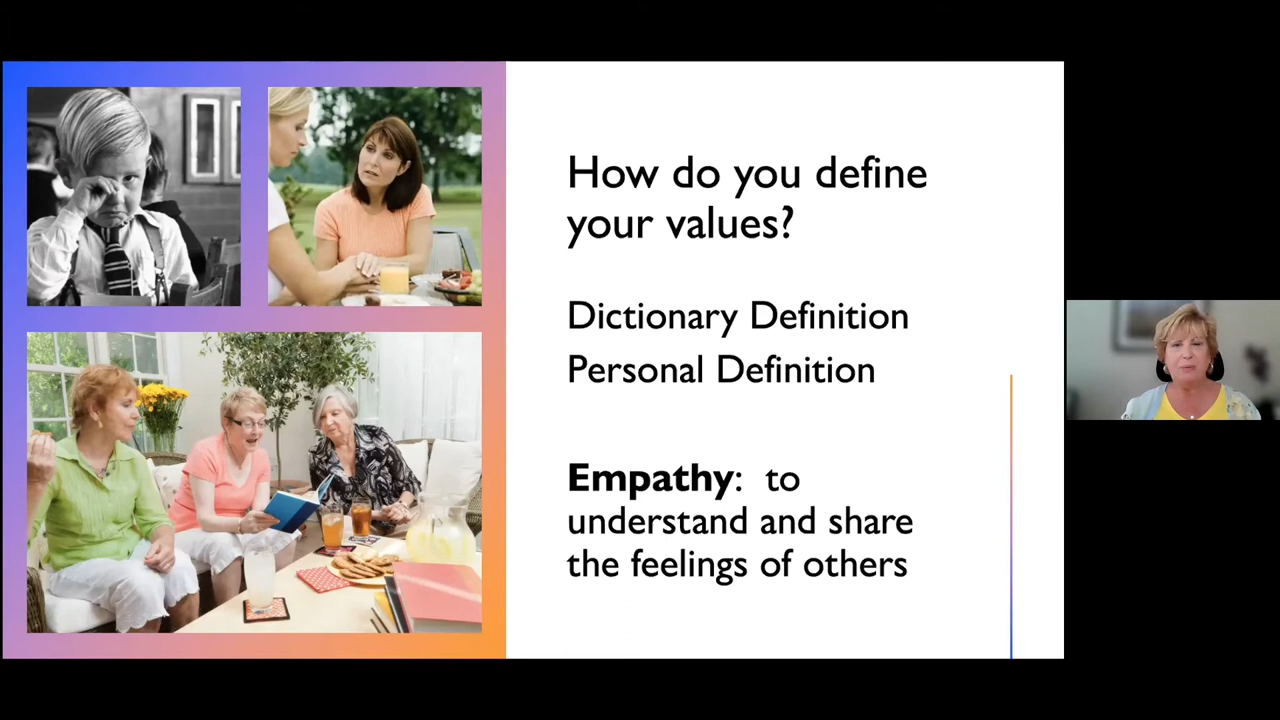 How do you define
your values?
Dictionary Definition
Personal Definition
Empathy: to
understand and share
the feelings of others